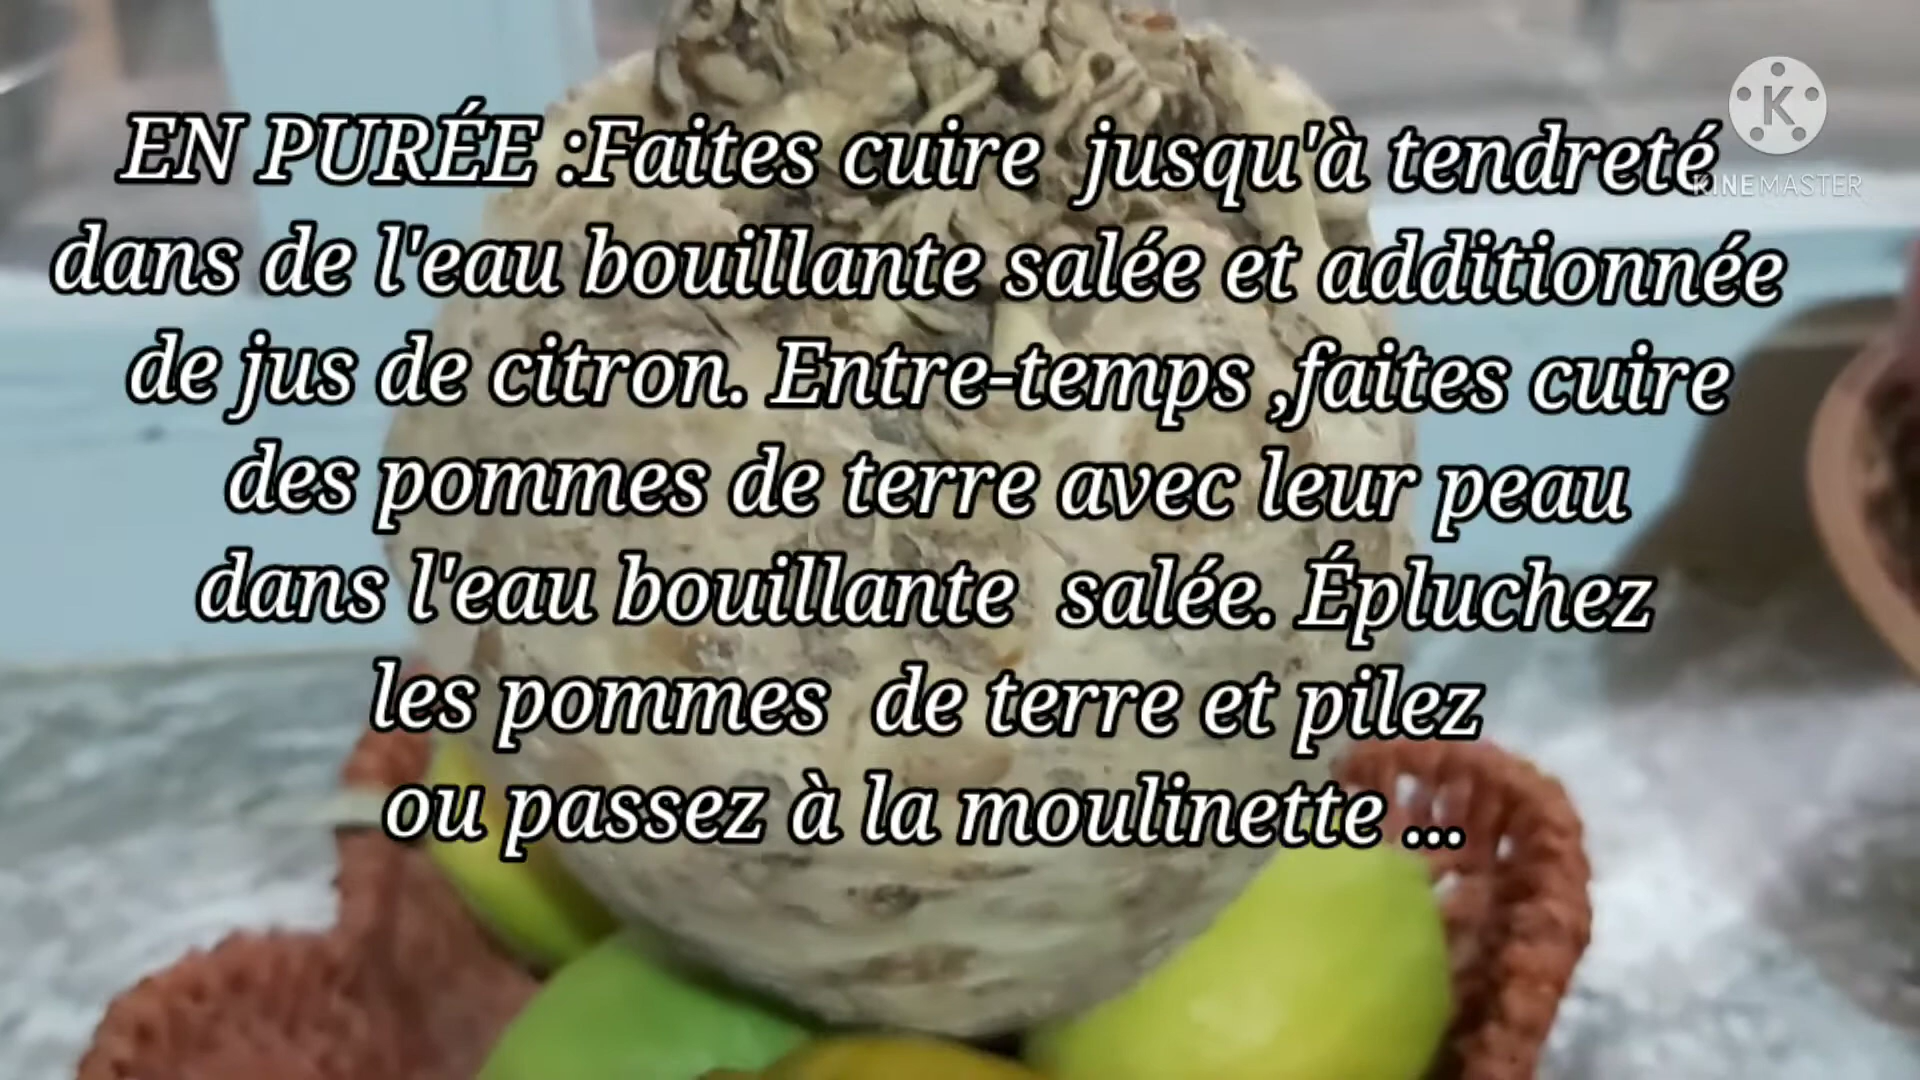 EN PURÉE :Faites cuire  jusqu'à tendreté
dans de l'eau bouillante salée et additionnée
de jus de citron. Entre-temps ,faites cuire
des pommes de terre avec leur peau
dans l'eau bouillante  salée. Épluchez
les pommes  de terre et pilez
ou passez à la moulinette ...
K
KINEMASTER